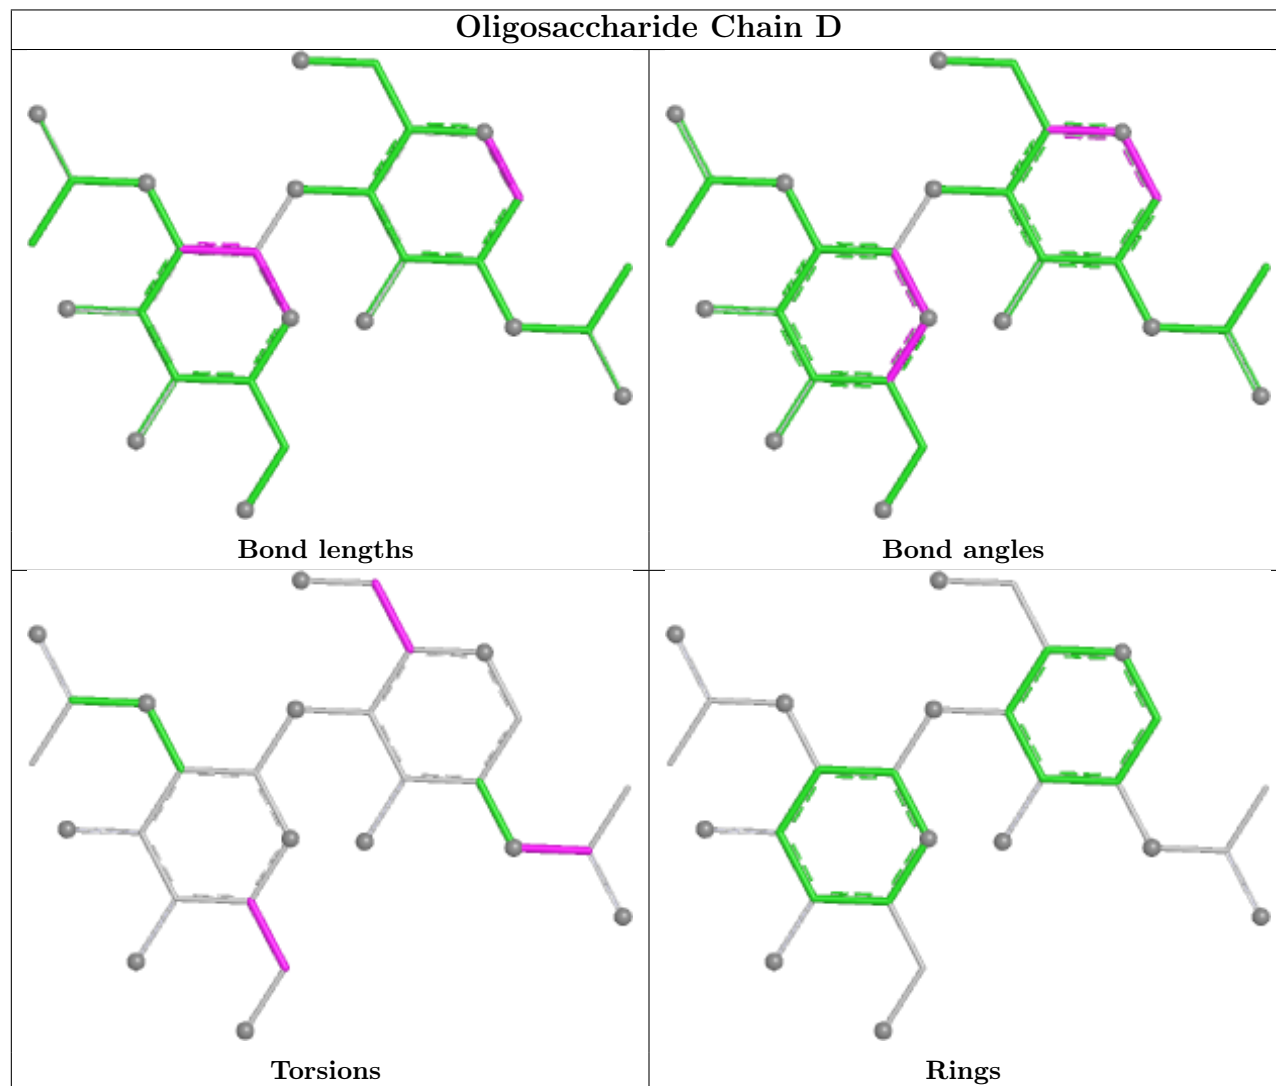 Oligosaccharide Chain D
Bond lengths
Bond angles
Torsions
Rings